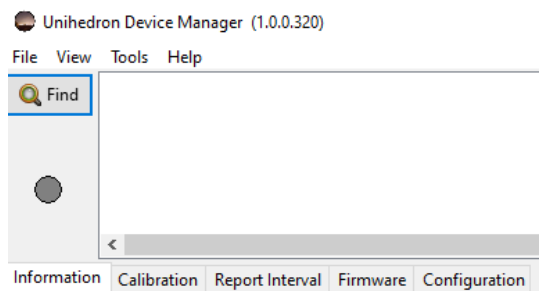 Unihedron Device Manager (1.0.0.320)
File View Tools Help
Find
Information Calibration Report Interval Firmware Configuration